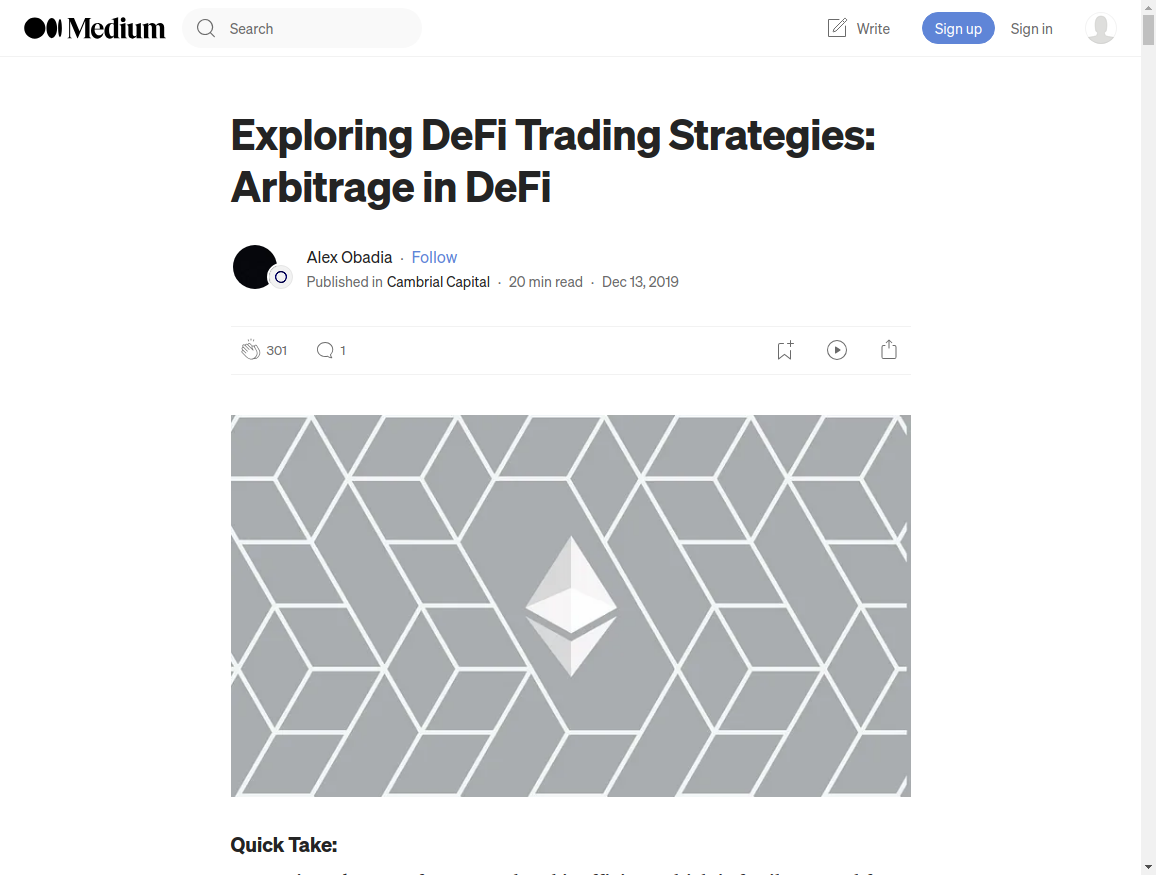 Medium
Search
Write
Sign up
Sign in
Exploring DeFi Trading Strategies:
Arbitrage in DeFi
Alex Obadia · Follow
Published in Cambrial Capital · 20 min read · Dec 13, 2019
301
1
Quick Take: